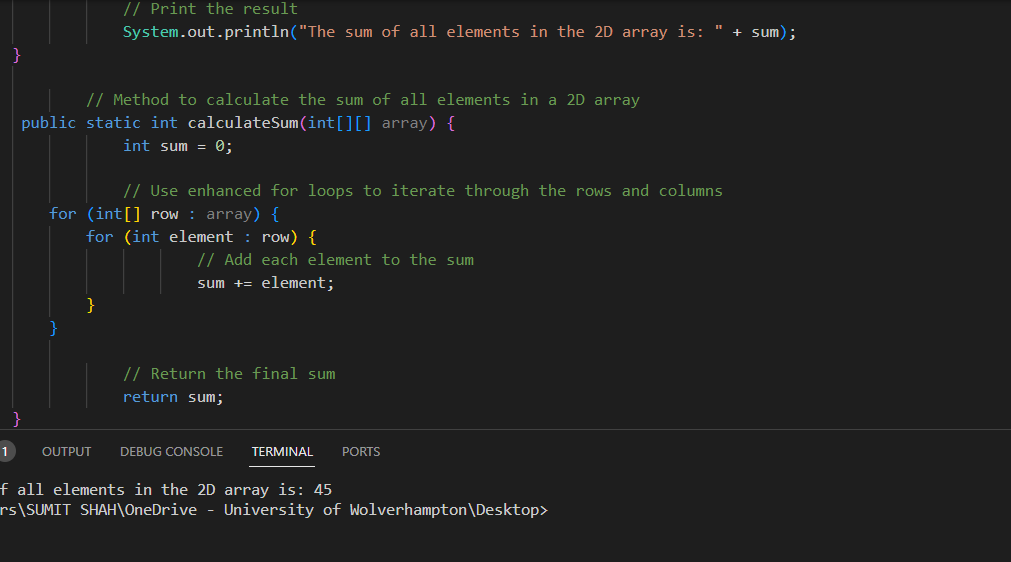 // Print the result
System.out.println("The sum of all elements in the 2D array is: " + sum);
}
// Method to calculate the sum of all elements in a 2D array
public static int calculateSum(int[][] array) {
int sum = 0;
// Use enhanced for loops to iterate through the rows and columns
for (int[] row : array) {
for (int element : row) {
// Add each element to the sum
sum += element;
}
}
// Return the final sum
return sum;
}
1 OUTPUT DEBUG CONSOLE TERMINAL PORTS
f all elements in the 2D array is: 45
rs\SUMIT SHAH\OneDrive - University of Wolverhampton\Desktop>